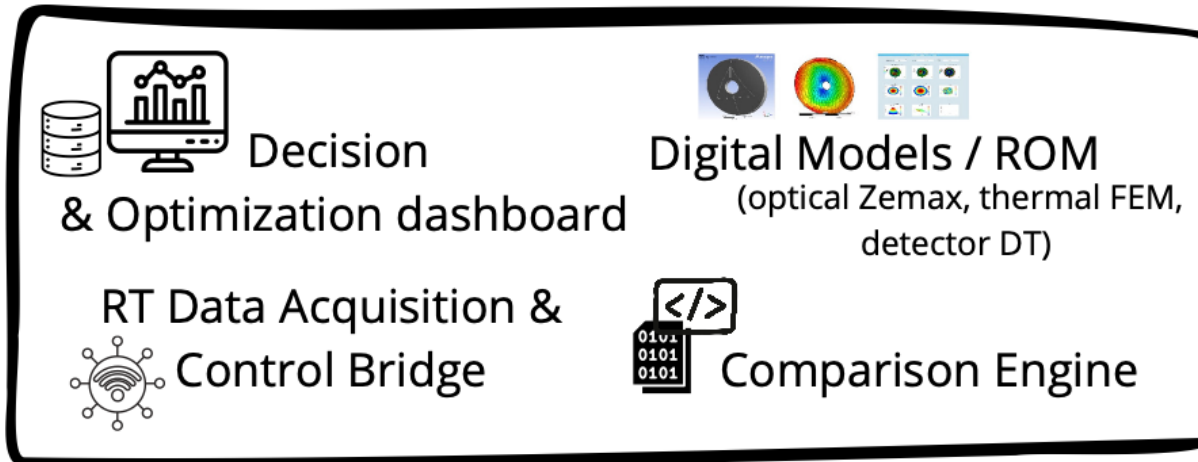 Decision
& Optimization dashboard
Digital Models / ROM
(optical Zemax, thermal FEM,
detector DT)
RT Data Acquisition &
Control Bridge
</>
0101
0101
0101
Comparison Engine